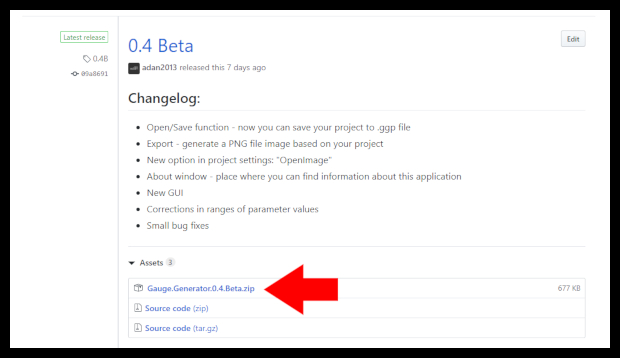 Latest release
0.4 Beta
Edit
0.4B
adan2013 released this 7 days ago
09a8691
Changelog:
Open/Save function - now you can save your project to .ggp file
Export - generate a PNG file image based on your project
New option in project settings: "OpenImage"
About window - place where you can find information about this application
New GUI
Corrections in ranges of parameter values
Small bug fixes
Assets 3
Gauge.Generator.0.4.Beta.zip 677 KB
Source code (zip)
Source code (tar.gz)